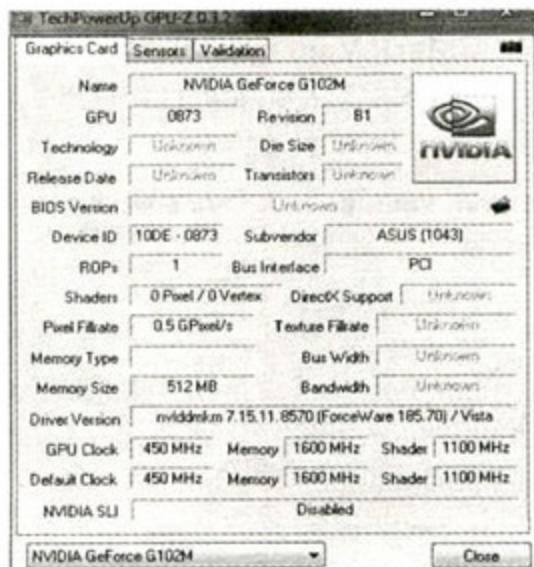 TechPowerUp GPU-Z 0.3.2
Graphics Card Sensors Validation
Name NVIDIA GeForce G102M
NVIDIA
GPU 0873 Revision B1
Technology Unknown Die Size Unknown
Release Date Unknown Transistors Unknown
BIOS Version Unknown
Device ID 10DE - 0873 Subvendor ASUS (1043)
ROPs 1 Bus Interface PCI
Shaders 0 Pixel / 0 Vertex DirectX Support Unknown
Pixel Fillrate 0.5 GPixel/s Texture Fillrate Unknown
Memory Type Bus Width Unknown
Memory Size 512 MB Bandwidth Unknown
Driver Version nvlddmkm 7.15.11.8570 (ForceWare 185.70) / Vista
GPU Clock 450 MHz Memory 1600 MHz Shader 1100 MHz
Default Clock 450 MHz Memory 1600 MHz Shader 1100 MHz
NVIDIA SLI Disabled
NVIDIA GeForce G102M Close